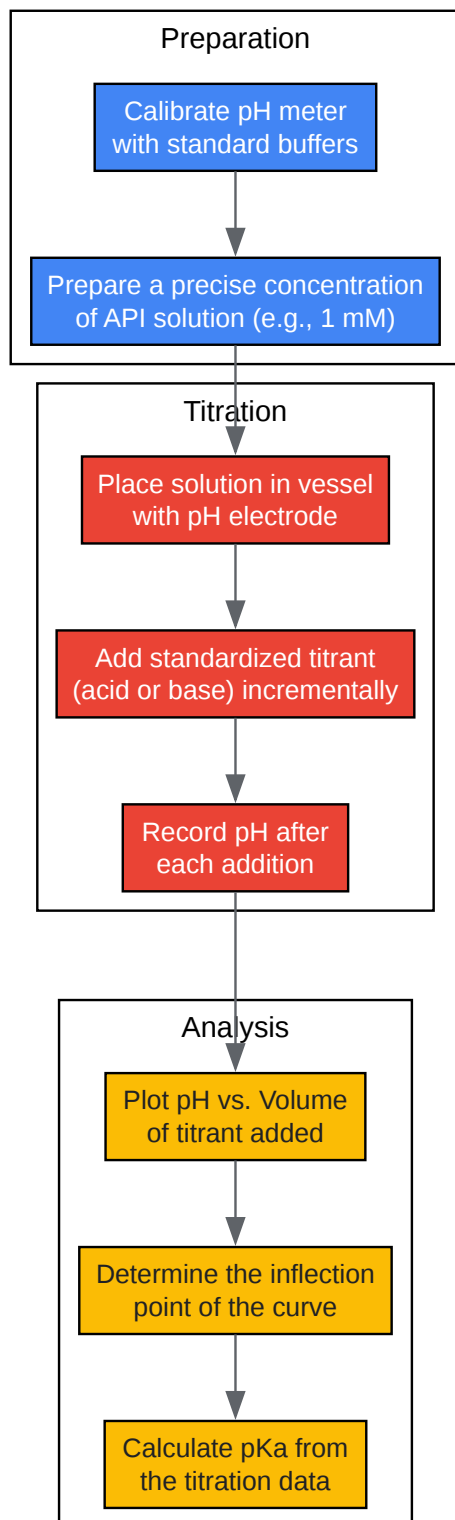 Preparation
Calibrate pH meter
with standard buffers
Prepare a precise concentration
of API solution (e.g., 1 mM)
Titration
Place solution in vessel
with pH electrode
Add standardized titrant
(acid or base) incrementally
Record pH after
each addition
Analysis
Plot pH vs. Volume
of titrant added
Determine the inflection
point of the curve
Calculate pKa from
the titration data